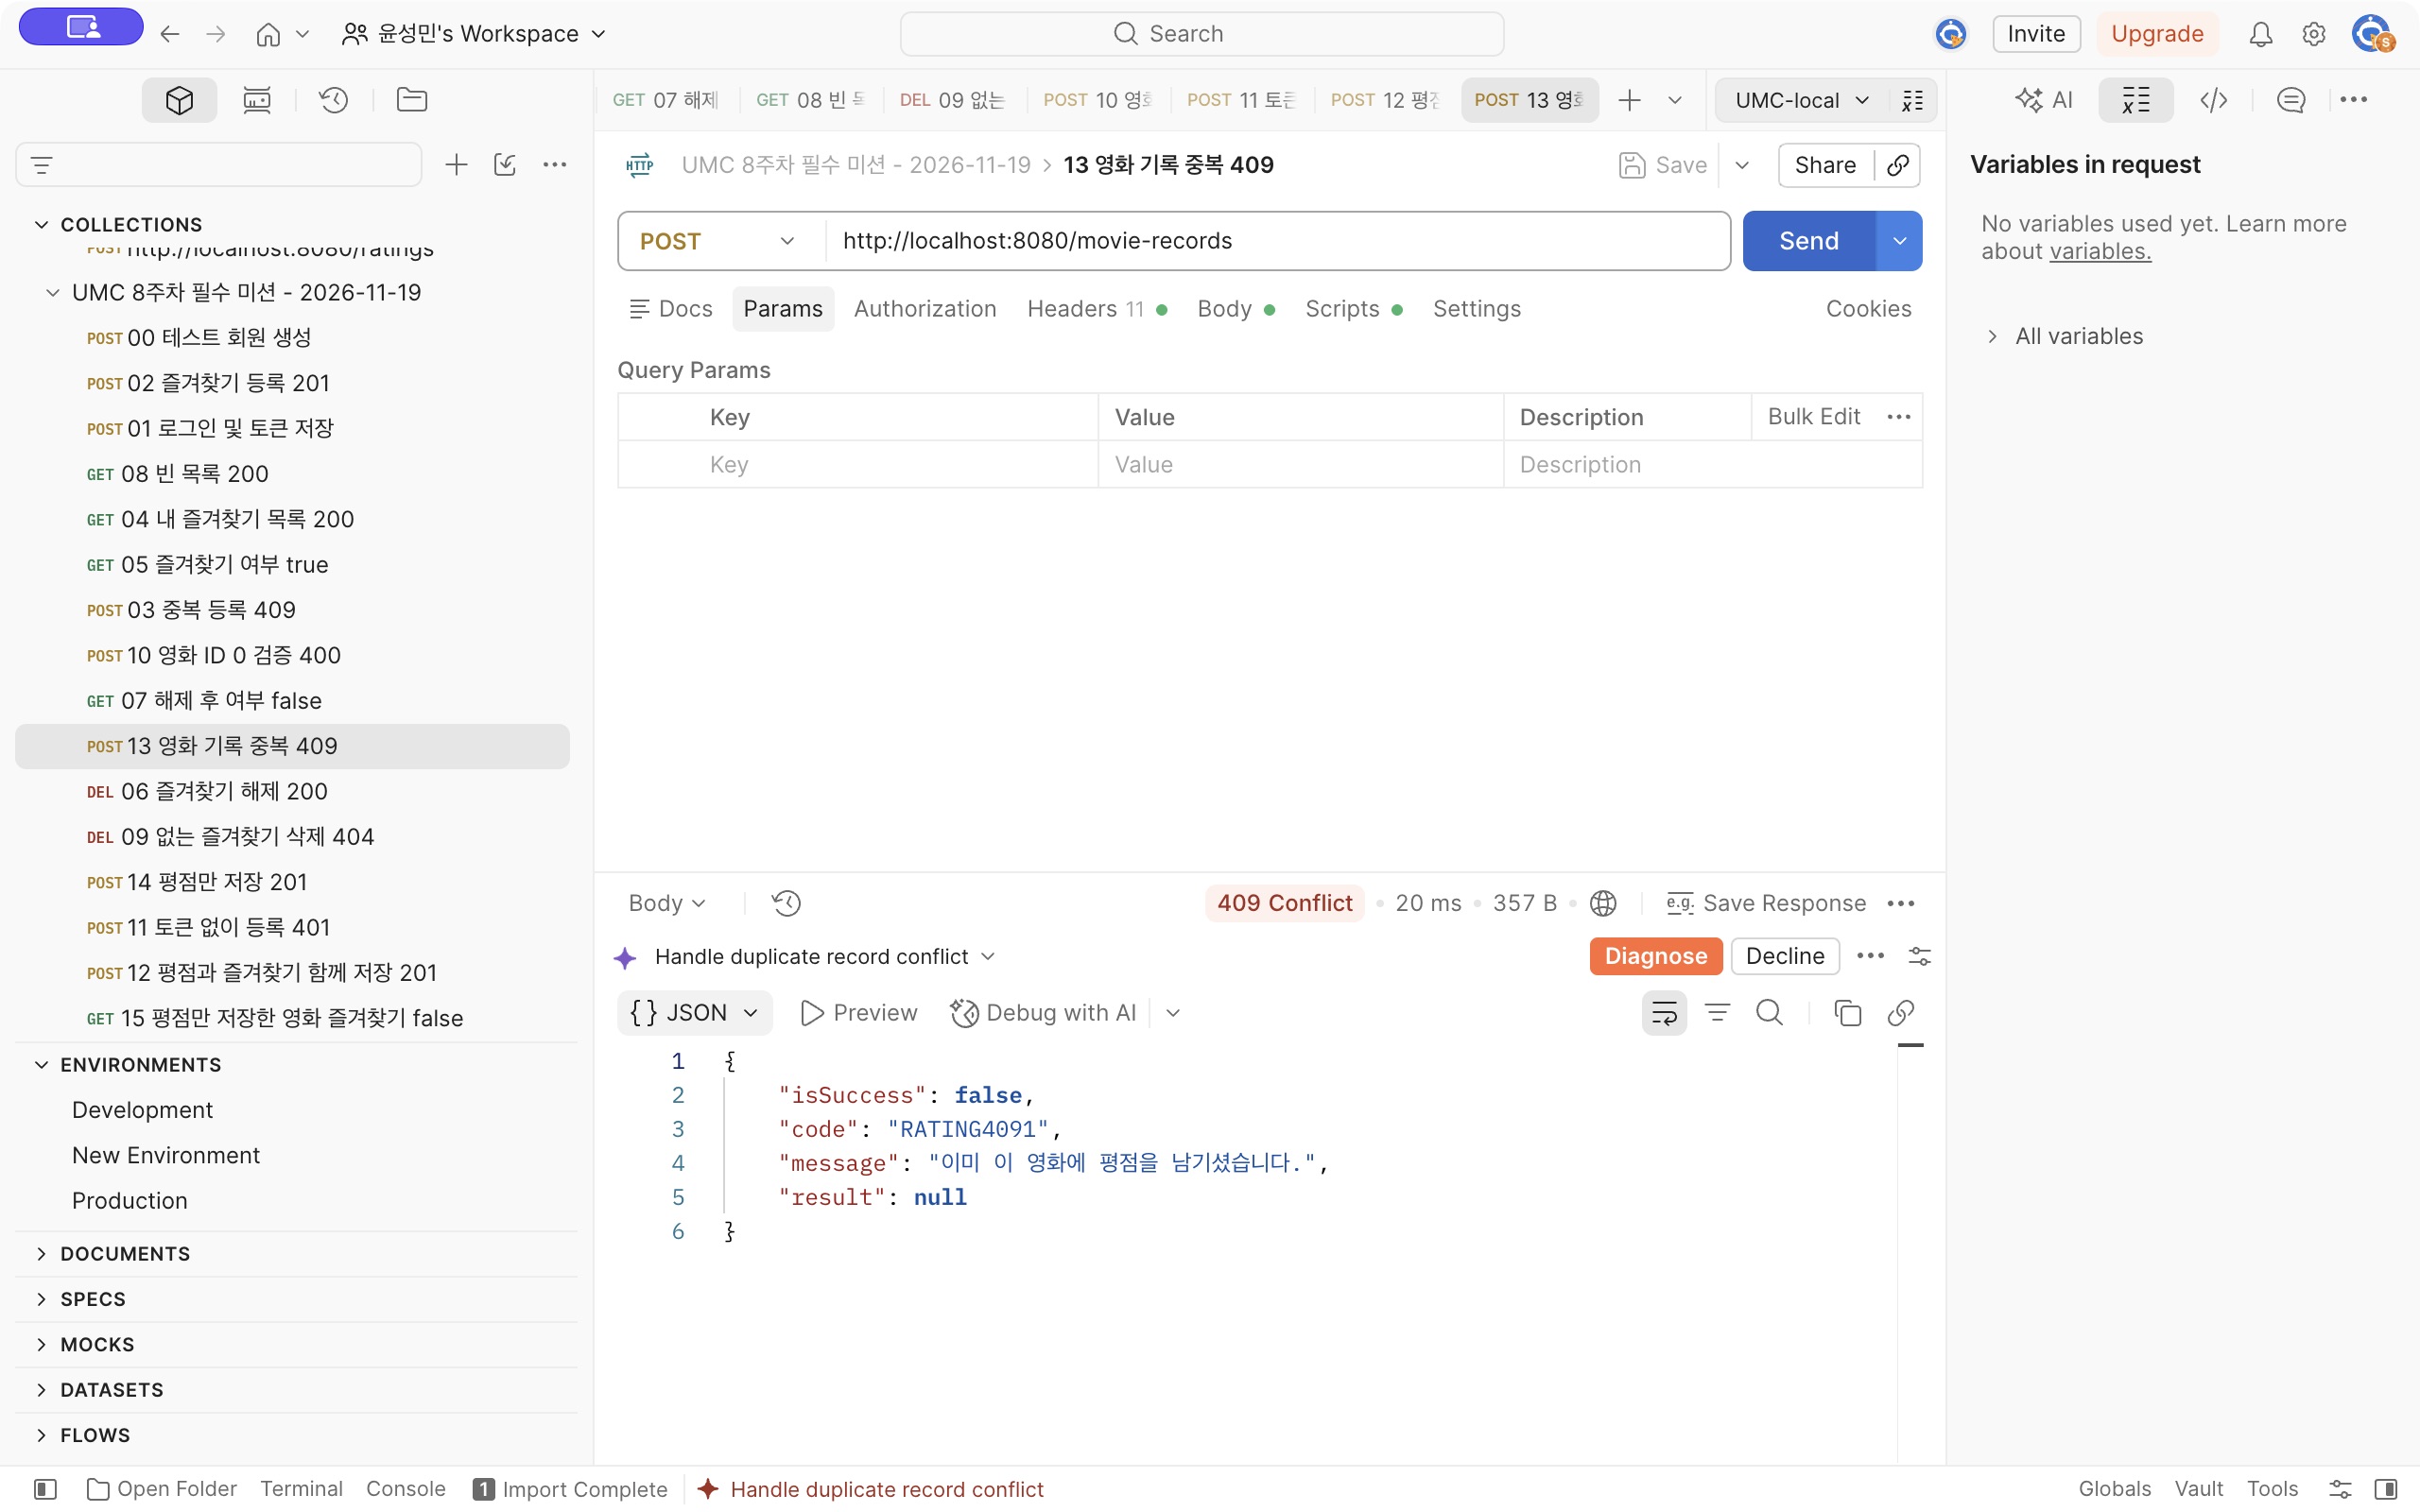 윤성민's Workspace
Search
Invite
Upgrade
GET 07 해제
GET 08 빈
DEL 09 없는
POST 10
POST 11
POST 12
POST 13
UMC-local
AI
COLLECTIONS
POST http://localhost:8080/ratings
UMC 8주차 필수 미션 - 2026-11-19
POST 00 테스트 회원 생성
POST 02 즐겨찾기 등록 201
POST 01 로그인 및 토큰 저장
GET 08 빈 목록 200
GET 04 내 즐겨찾기 목록 200
GET 05 즐겨찾기 여부 true
POST 03 중복 등록 409
POST 10 영화 ID 0 검증 400
GET 07 해제 후 여부 false
POST 13 영화 기록 중복 409
DEL 06 즐겨찾기 해제 200
DEL 09 없는 즐겨찾기 삭제 404
POST 14 평점만 저장 201
POST 11 토큰 없이 등록 401
POST 12 평점과 즐겨찾기 함께 저장 201
GET 15 평점만 저장한 영화 즐겨찾기 false
ENVIRONMENTS
Development
New Environment
Production
DOCUMENTS
SPECS
MOCKS
DATASETS
FLOWS
HTTP UMC 8주차 필수 미션 - 2026-11-19 > 13 영화 기록 중복 409
Save
Share
POST http://localhost:8080/movie-records
Send
Docs Params Authorization Headers 11 Body Scripts Settings Cookies
Query Params
Key Value Description Bulk Edit
Key Value Description
Body
409 Conflict • 20 ms • 357 B
e.g. Save Response
Handle duplicate record conflict
Diagnose
Decline
{} JSON
Preview
Debug with AI
1 {
2 "isSuccess": false,
3 "code": "RATING4091",
4 "message": "이미 이 영화에 평점을 남기셨습니다.",
5 "result": null
6 }
Variables in request
No variables used yet. Learn more
about variables.
All variables
Open Folder
Terminal
Console
1 Import Complete
Handle duplicate record conflict
Globals
Vault
Tools